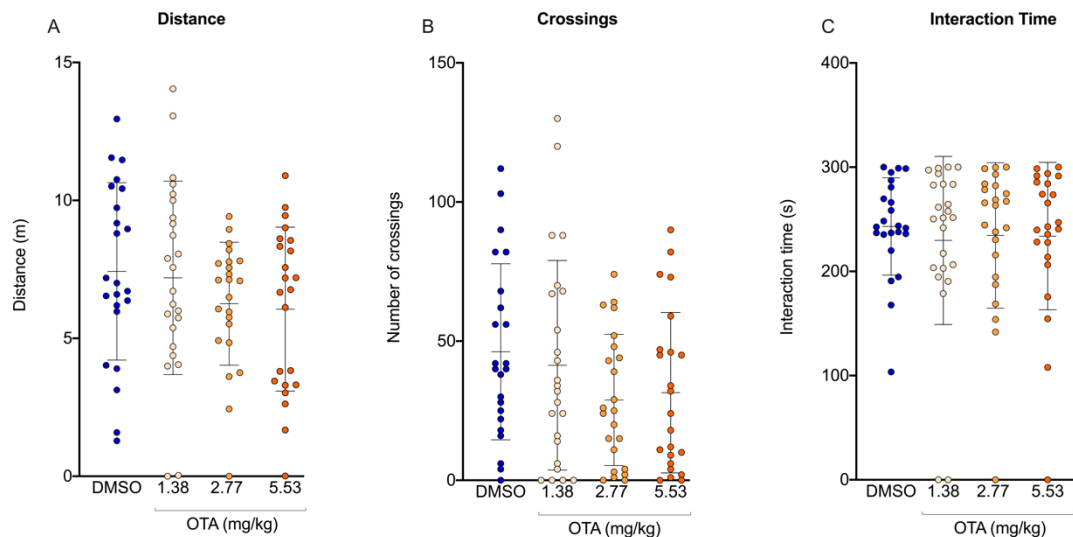 A
Distance
Distance (m)
15
10
5
0
DMSO 1.38 2.77 5.53
OTA (mg/kg)
B
Crossings
Number of crossings
150
100
50
0
DMSO 1.38 2.77 5.53
OTA (mg/kg)
C
Interaction Time
Interaction time (s)
400
300
200
100
0
DMSO 1.38 2.77 5.53
OTA (mg/kg)